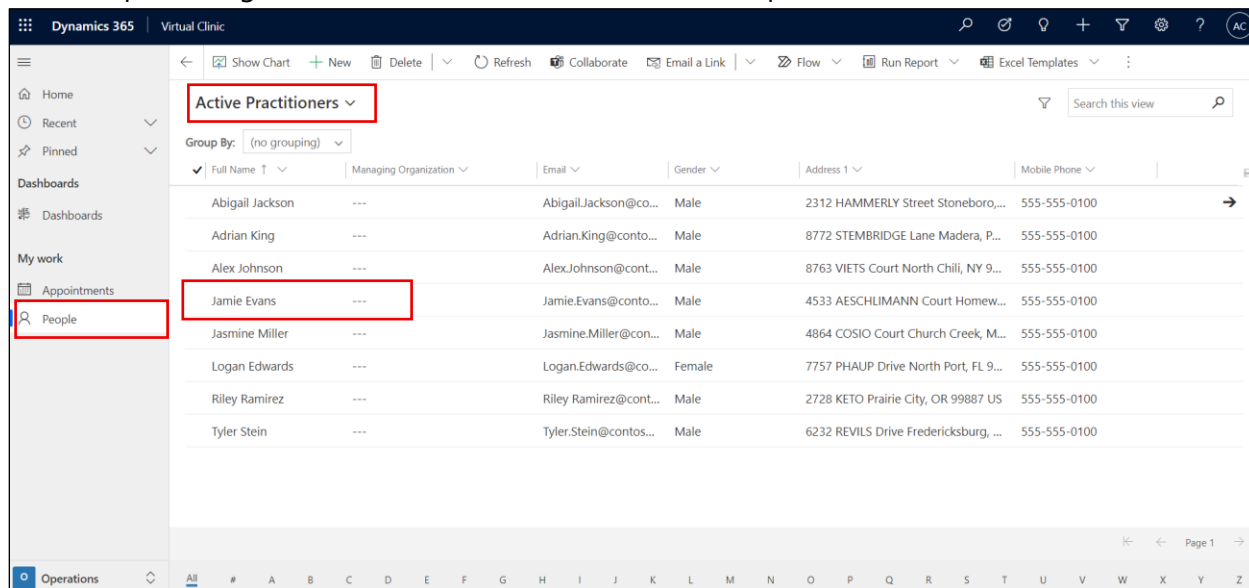 Dynamics 365 Virtual Clinic AC
Show Chart New Delete Refresh Collaborate Email a Link Flow Run Report Excel Templates
Home
Recent
Pinned
Dashboards
Dashboards
My work
Appointments
People
Operations
Active Practitioners
Search this view
Group By: (no grouping)
Full Name ↑ Managing Organization Email Gender Address 1 Mobile Phone
Abigail Jackson --- Abigail.Jackson@co... Male 2312 HAMMERLY Street Stoneboro,... 555-555-0100
Adrian King --- Adrian.King@conto... Male 8772 STEMBRIDGE Lane Madera, P... 555-555-0100
Alex Johnson --- Alex.Johnson@cont... Male 8763 VIETS Court North Chili, NY 9... 555-555-0100
Jamie Evans --- Jamie.Evans@conto... Male 4533 AESCHLIMANN Court Homew... 555-555-0100
Jasmine Miller --- Jasmine.Miller@con... Male 4864 COSIO Court Church Creek, M... 555-555-0100
Logan Edwards --- Logan.Edwards@co... Female 7757 PHAUP Drive North Port, FL 9... 555-555-0100
Riley Ramirez --- Riley Ramirez@cont... Male 2728 KETO Prairie City, OR 99887 US 555-555-0100
Tyler Stein --- Tyler.Stein@contos... Male 6232 REVILS Drive Fredericksburg, ... 555-555-0100
Page 1
All # A B C D E F G H I J K L M N O P Q R S T U V W X Y Z